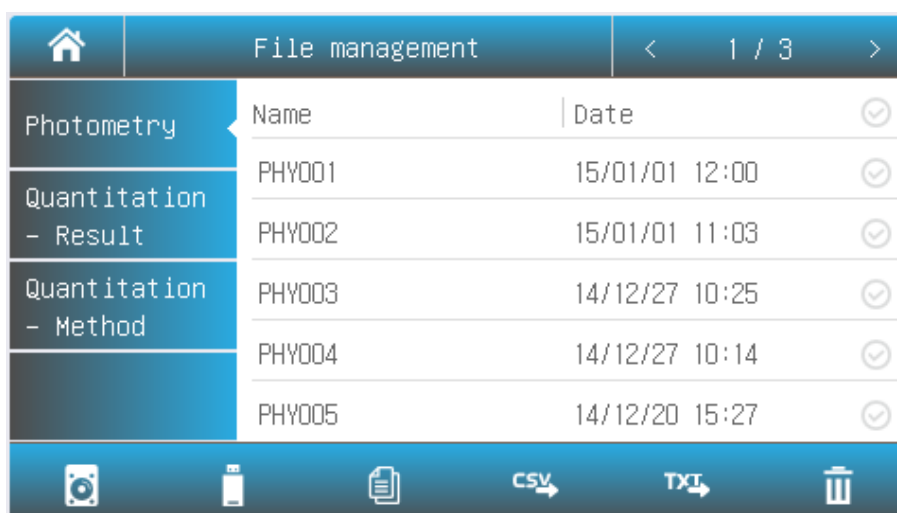 File management < 1 / 3 >
Photometry
Quantitation
- Result
Quantitation
- Method
Name Date
PHY001 15/01/01 12:00
PHY002 15/01/01 11:03
PHY003 14/12/27 10:25
PHY004 14/12/27 10:14
PHY005 14/12/20 15:27
CSV TXT